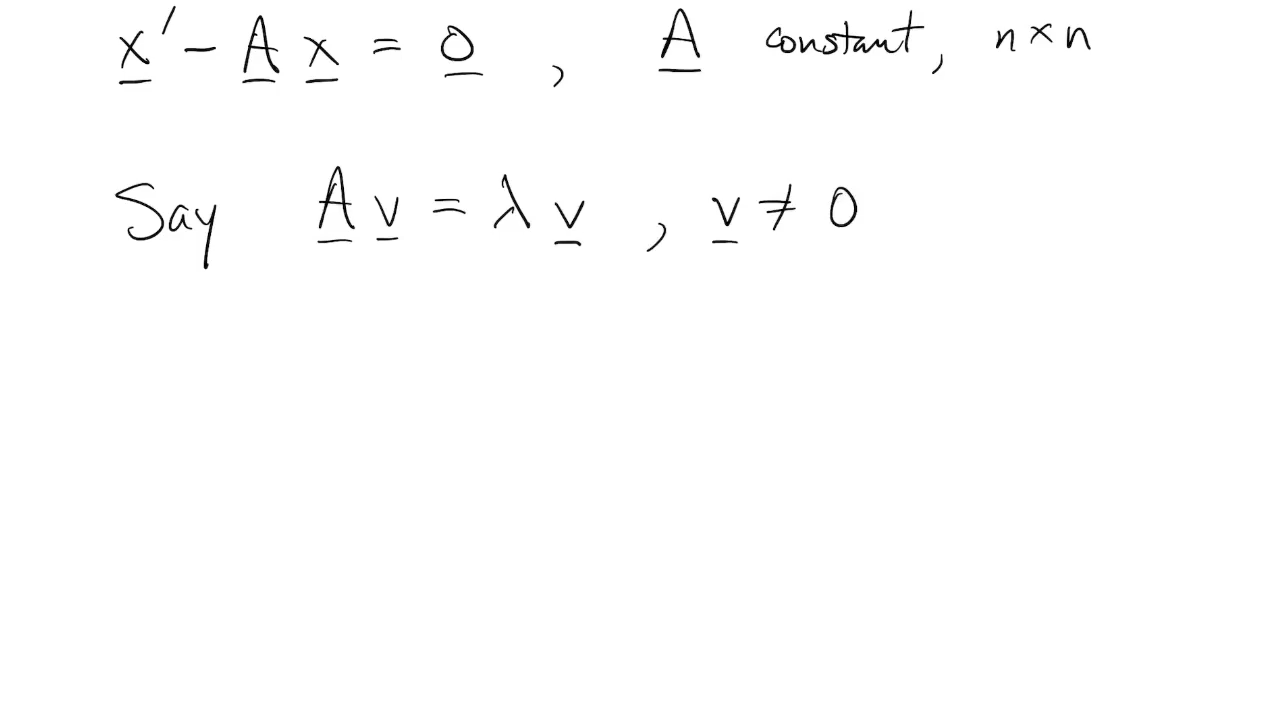 x' - A x = 0 , A constant, n × n
Say A v = λ v , v ≠ 0